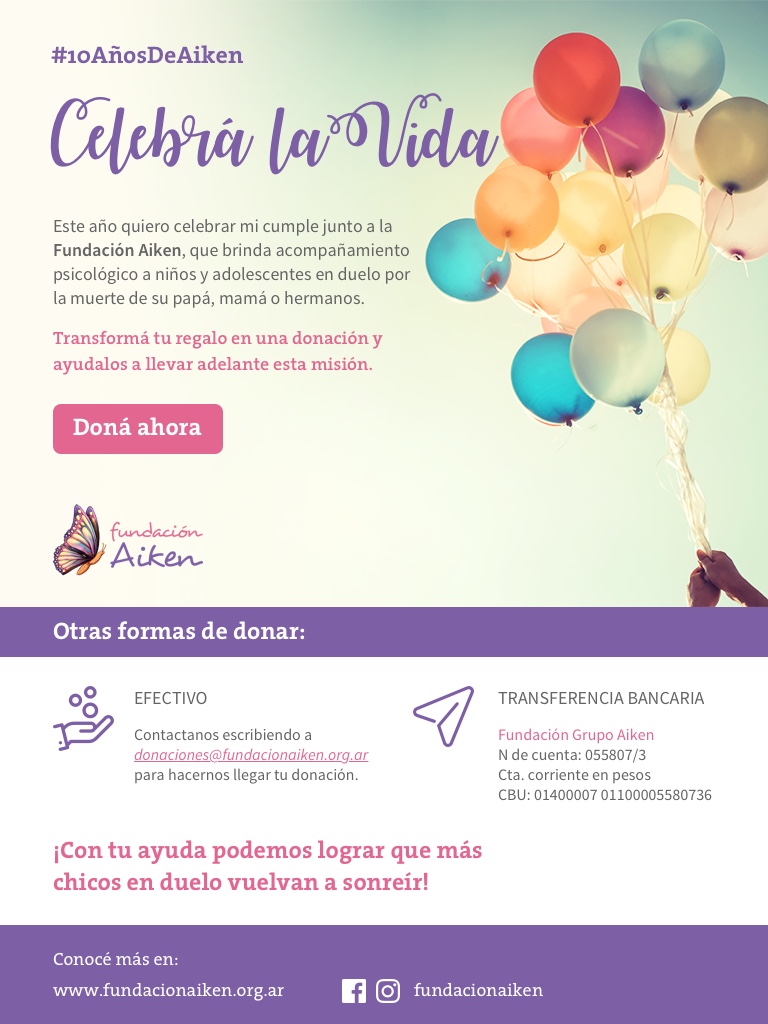 #10AñosDeAiken
Celebrá la Vida
Este año quiero celebrar mi cumple junto a la
Fundación Aiken, que brinda acompañamiento
psicológico a niños y adolescentes en duelo por
la muerte de su papá, mamá o hermanos.
Transformá tu regalo en una donación y
ayudalos a llevar adelante esta misión.
Doná ahora
fundación
Aiken
Otras formas de donar:
EFECTIVO
Contactanos escribiendo a
donaciones@fundacionaiken.org.ar
para hacernos llegar tu donación.
TRANSFERENCIA BANCARIA
Fundación Grupo Aiken
N de cuenta: 055807/3
Cta. corriente en pesos
CBU: 01400007 01100005580736
¡Con tu ayuda podemos lograr que más
chicos en duelo vuelvan a sonreír!
Conocé más en:
www.fundacionaiken.org.ar
fundacionaiken